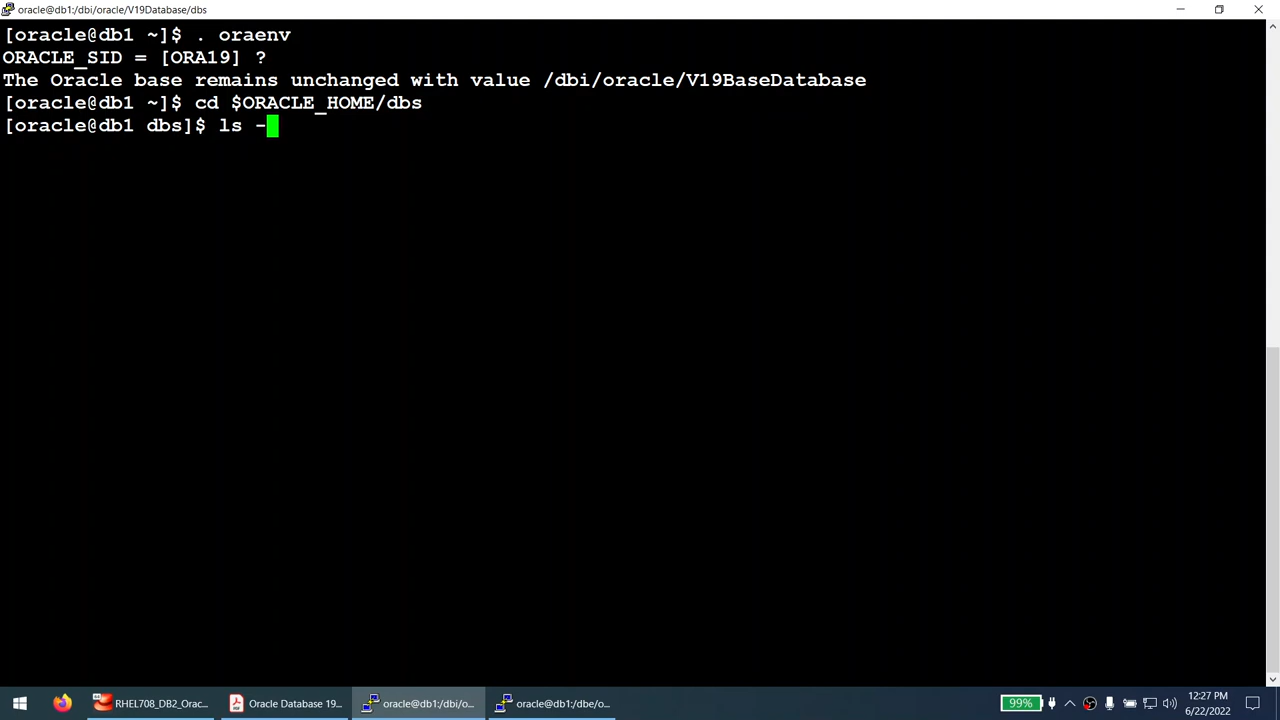 oracle@db1:/dbi/oracle/V19Database/dbs
[oracle@db1 ~]$ . oraenv
ORACLE_SID = [ORA19] ?
The Oracle base remains unchanged with value /dbi/oracle/V19BaseDatabase
[oracle@db1 ~]$ cd $ORACLE_HOME/dbs
[oracle@db1 dbs]$ ls -
RHEL708_DB2_Orac...
Oracle Database 19...
oracle@db1:/dbi/o...
oracle@db1:/dbe/o...
99%
12:27 PM
6/22/2022